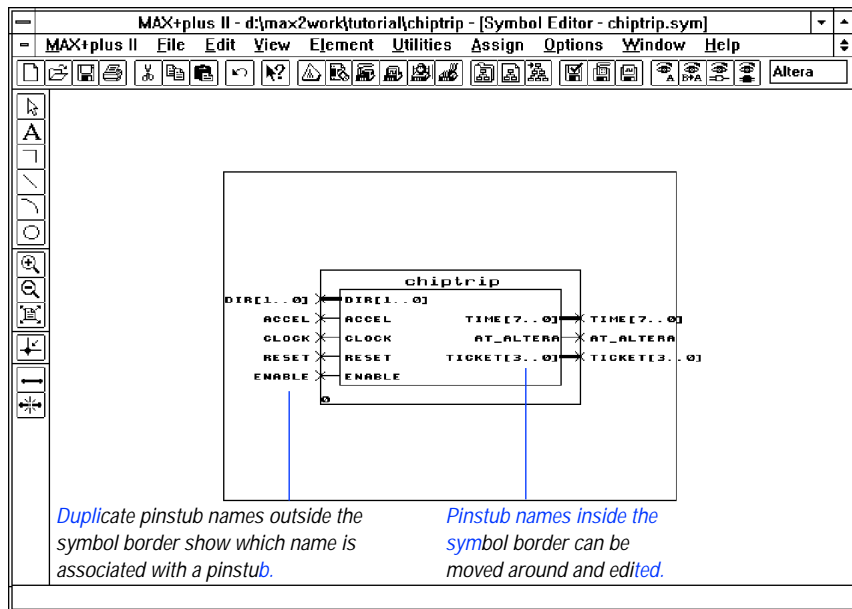 MAX+plus II - d:\max2work\tutorial\chiptrip - [Symbol Editor - chiptrip.sym]
MAX+plus II File Edit View Element Utilities Assign Options Window Help
Altera
A
chiptrip
DIR[1..0] DIR[1..0]
ACCEL ACCEL TIME[7..0] TIME[7..0]
CLOCK CLOCK AT_ALTERA AT_ALTERA
RESET RESET TICKET[3..0] TICKET[3..0]
ENABLE ENABLE
0
Duplicate pinstub names outside the
symbol border show which name is
associated with a pinstub.
Pinstub names inside the
symbol border can be
moved around and edited.